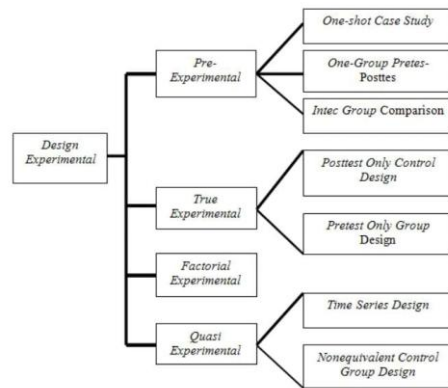 One-shot Case Study
Pre-
Experimental
One-Group Pretes-
Posttes
Intec Group Comparison
Design
Experimental
Posttest Only Control
Design
True
Experimental
Pretest Only Group
Design
Factorial
Experimental
Time Series Design
Quasi
Experimental
Nonequivalent Control
Group Design